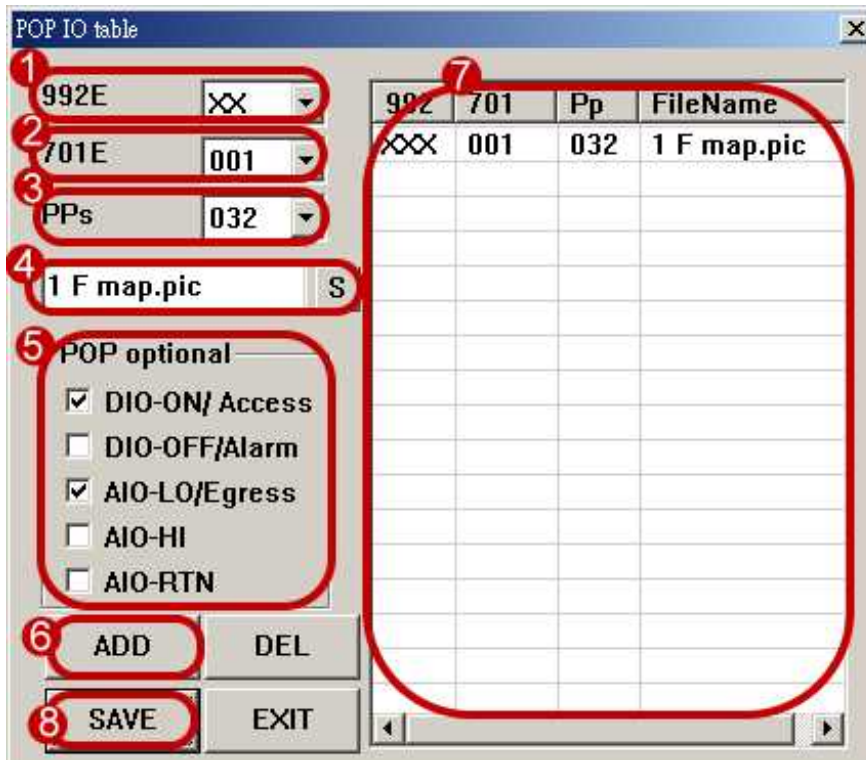 POP IO table
1
992E XX
2
701E 001
3
PPs 032
4
1 F map.pic S
5
POP optional
DIO-ON/ Access
DIO-OFF/Alarm
AIO-LO/Egress
AIO-HI
AIO-RTN
6
ADD DEL
8
SAVE EXIT
7
992 701 Pp FileName
XXX 001 032 1 F map.pic